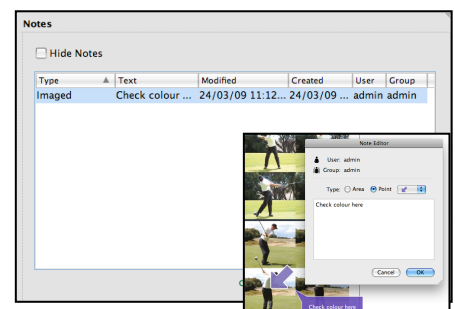 Notes
Hide Notes
Type Text Modified Created User Group
Imaged Check colour ... 24/03/09 11:12... 24/03/09 ... admin admin
Note Editor
User: admin
Group: admin
Type: Area Point
Check colour here
Cancel OK
Check colour here